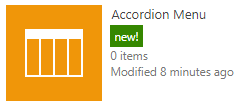 Accordion Menu
new!
0 items
Modified 8 minutes ago